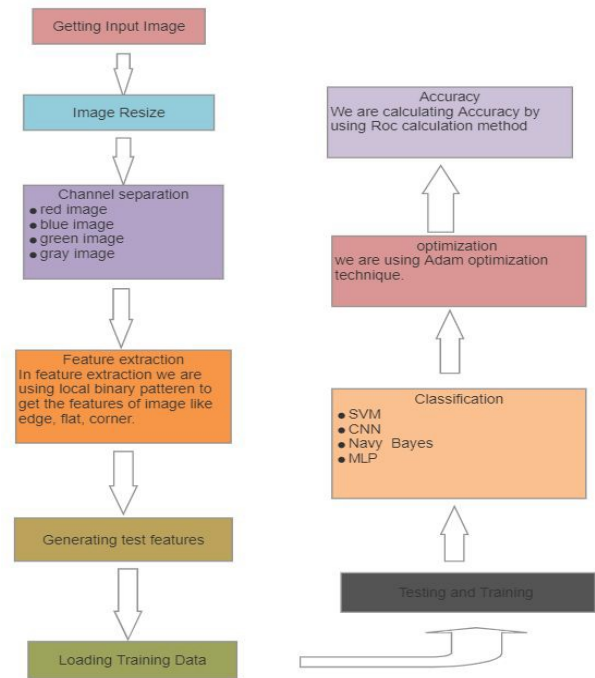 Getting Input Image
Image Resize
Channel separation
● red image
● blue image
● green image
● gray image
Feature extraction
In feature extraction we are
using local binary patteren to
get the features of image like
edge, flat, corner.
Generating test features
Loading Training Data
Testing and Training
Classification
● SVM
● CNN
● Navy Bayes
● MLP
optimization
we are using Adam optimization
technique.
Accuracy
We are calculating Accuracy by
using Roc calculation method